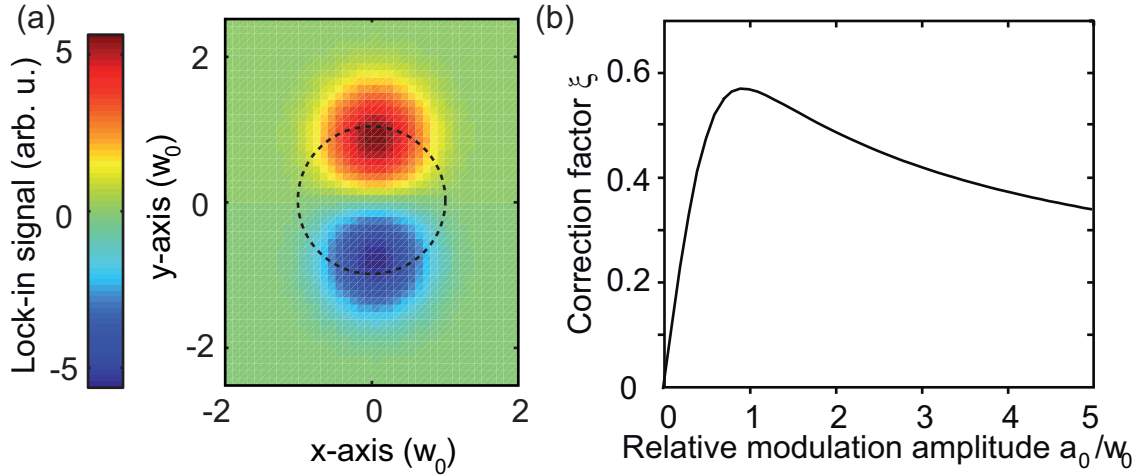 (a)
Lock-in signal (arb. u.)
5
0
-5
y-axis (w₀)
2
0
-2
-2
0
2
x-axis (w₀)
(b)
Correction factor ξ
0.6
0.4
0.2
0
0
1
2
3
4
5
Relative modulation amplitude a₀/w₀